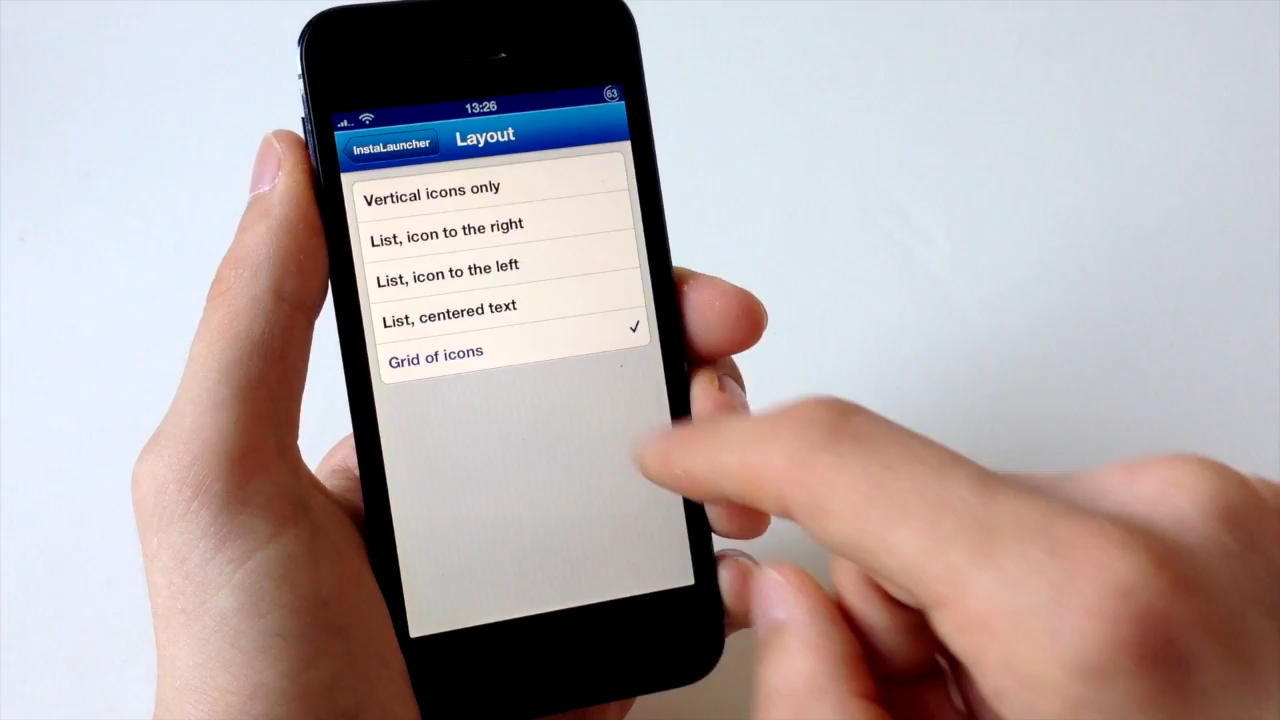 13:26
63
InstaLauncher
Layout
Vertical icons only
List, icon to the right
List, icon to the left
List, centered text
Grid of icons